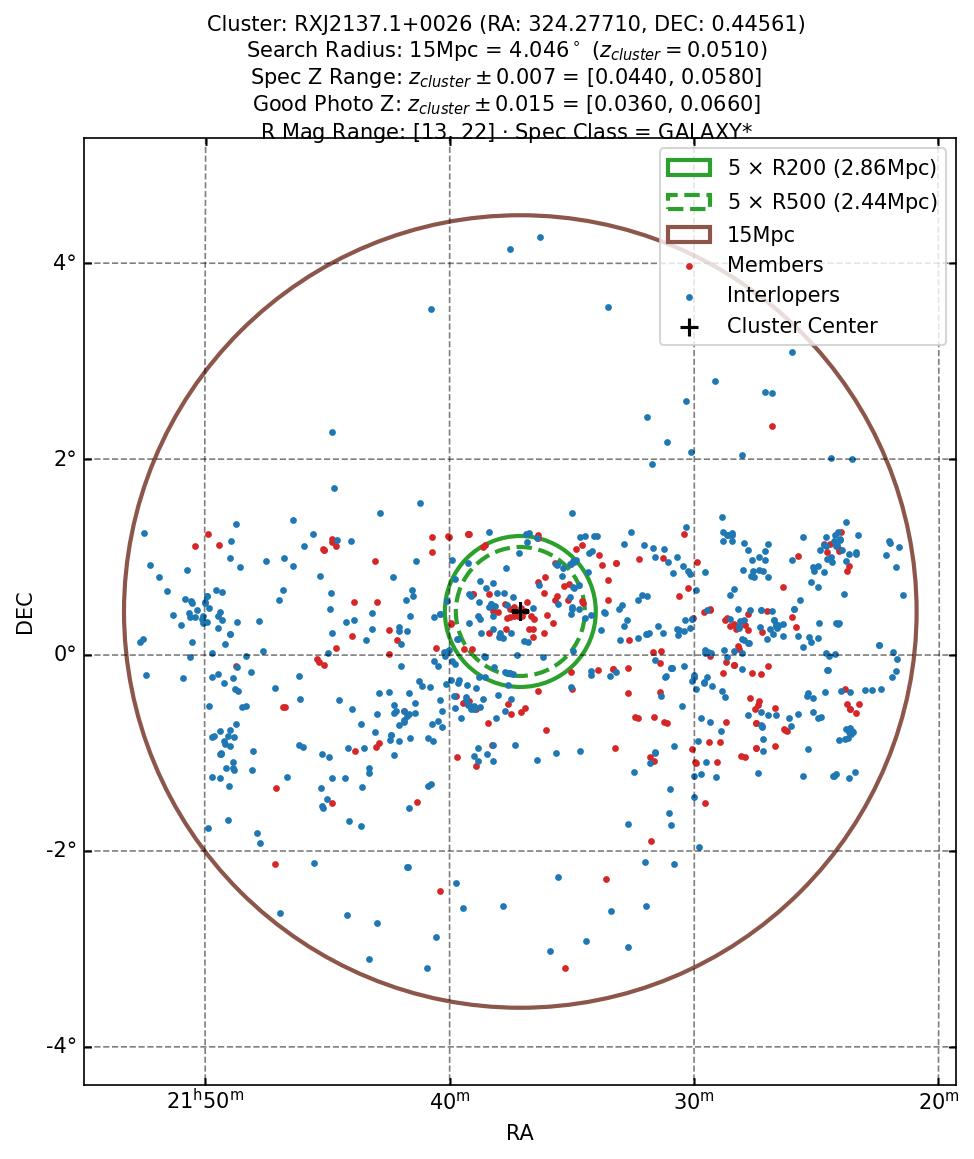 Cluster: RXJ2137.1+0026 (RA: 324.27710, DEC: 0.44561)
Search Radius: 15Mpc = 4.046° (z_cluster = 0.0510)
Spec Z Range: z_cluster ± 0.007 = [0.0440, 0.0580]
Good Photo Z: z_cluster ± 0.015 = [0.0360, 0.0660]
R Mag Range: [13, 22] · Spec Class = GALAXY*
5 × R200 (2.86Mpc)
5 × R500 (2.44Mpc)
15Mpc
Members
Interlopers
Cluster Center
4°
2°
0°
-2°
-4°
DEC
21h50m
40m
30m
20m
RA